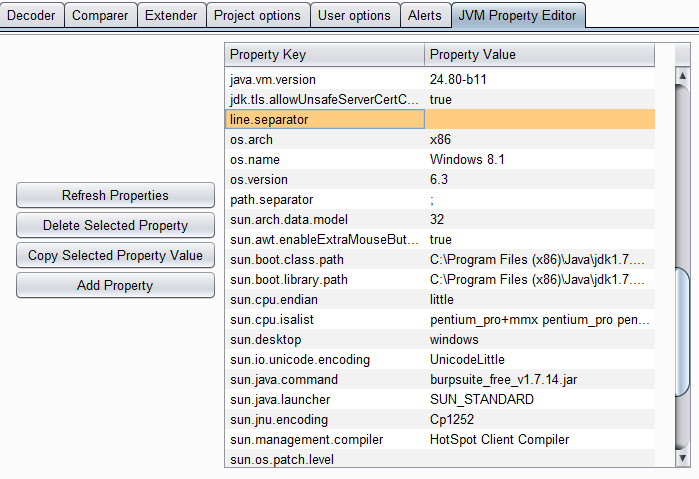 Decoder Comparer Extender Project options User options Alerts JVM Property Editor
Property Key Property Value
java.vm.version 24.80-b11
jdk.tls.allowUnsafeServerCertC... true
line.separator
os.arch x86
os.name Windows 8.1
os.version 6.3
path.separator ;
sun.arch.data.model 32
sun.awt.enableExtraMouseBut... true
sun.boot.class.path C:\Program Files (x86)\Java\jdk1.7....
sun.boot.library.path C:\Program Files (x86)\Java\jdk1.7....
sun.cpu.endian little
sun.cpu.isalist pentium_pro+mmx pentium_pro pen...
sun.desktop windows
sun.io.unicode.encoding UnicodeLittle
sun.java.command burpsuite_free_v1.7.14.jar
sun.java.launcher SUN_STANDARD
sun.jnu.encoding Cp1252
sun.management.compiler HotSpot Client Compiler
sun.os.patch.level
Refresh Properties
Delete Selected Property
Copy Selected Property Value
Add Property